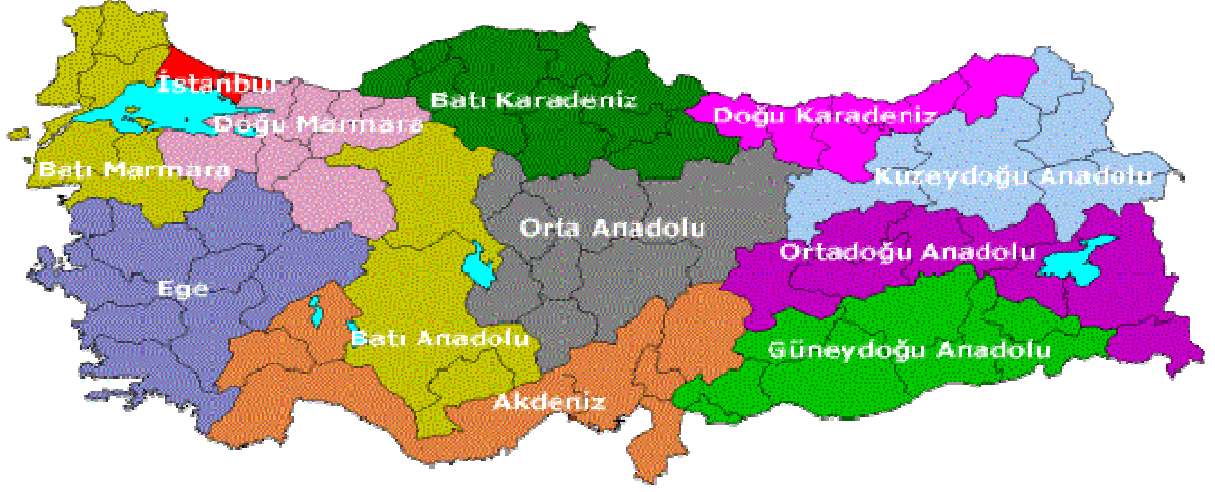 İstanbul
Batı Karadeniz
Doğu Karadeniz
Doğu Marmara
Batı Marmara
Kuzeydoğu Anadolu
Orta Anadolu
Ortadoğu Anadolu
Ege
Batı Anadolu
Güneydoğu Anadolu
Akdeniz